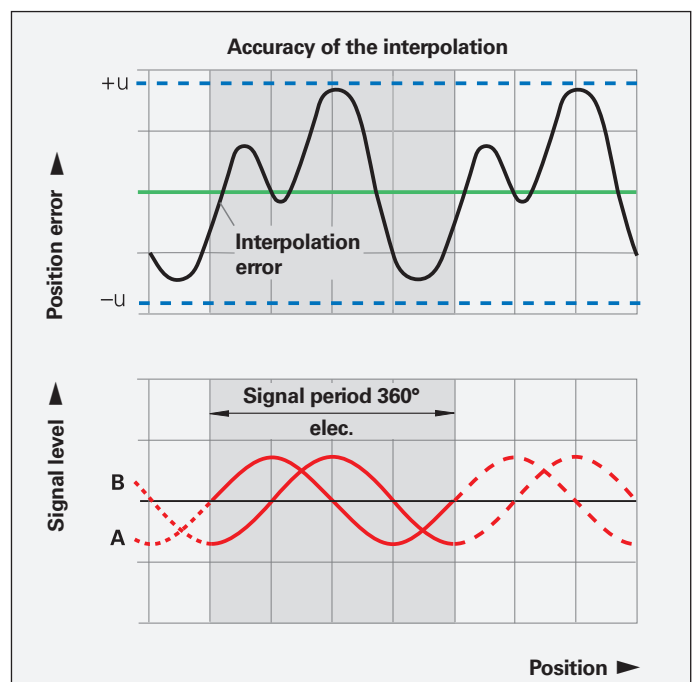 Accuracy of the interpolation
+u
Position error ▲
Interpolation
error
–u
Signal level ▲
Signal period 360°
elec.
B
A
Position ►